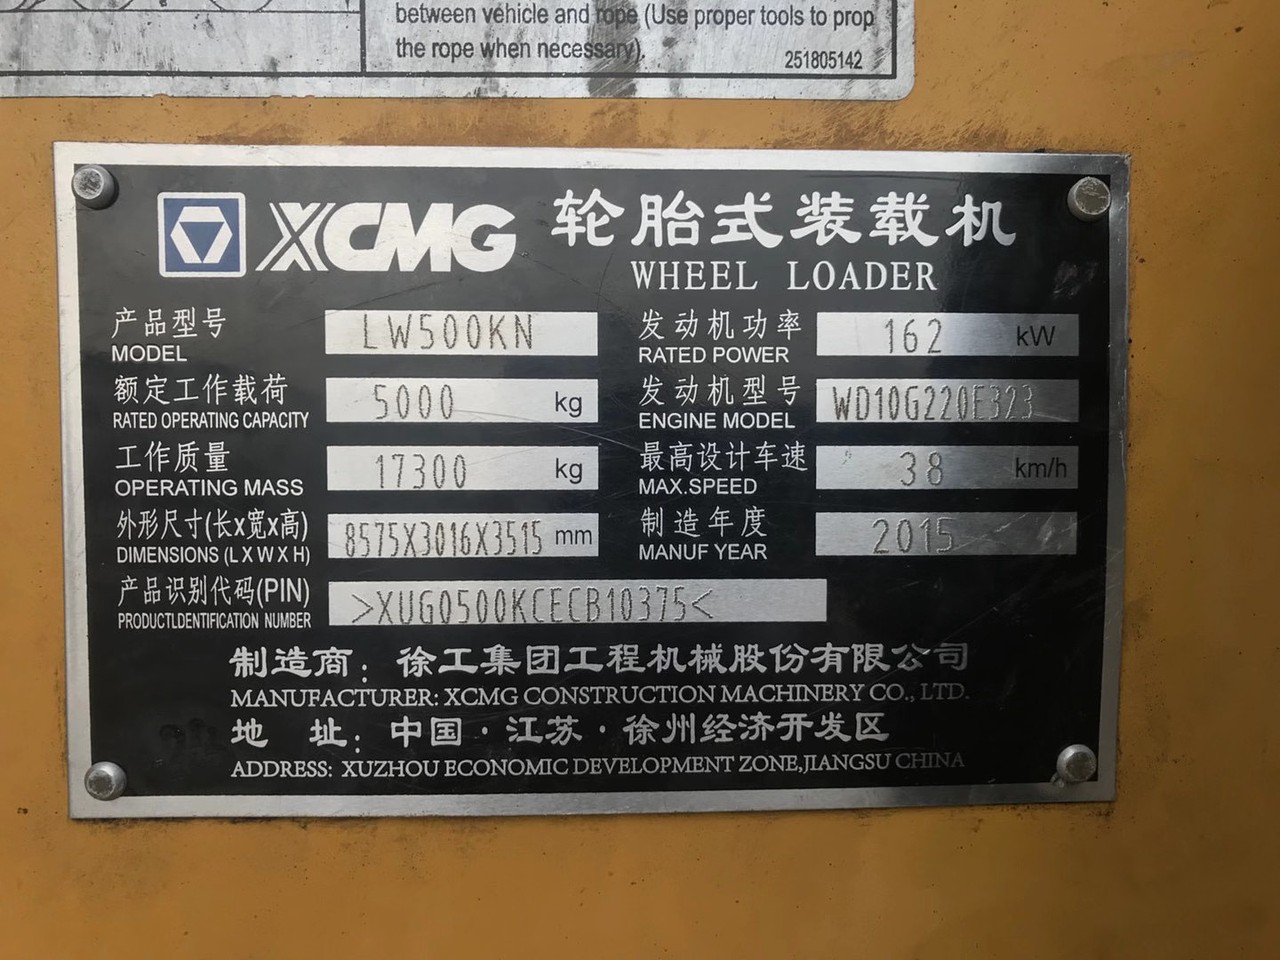 between vehicle and rope (Use proper tools to prop
the rope when necessary).
251805142
XCMG 轮胎式装载机
WHEEL LOADER
产品型号 LW500KN 发动机功率 162 kW
MODEL RATED POWER
额定工作载荷 5000 kg 发动机型号 WD10G220E323
RATED OPERATING CAPACITY ENGINE MODEL
工作质量 17300 kg 最高设计车速 38 km/h
OPERATING MASS MAX.SPEED
外形尺寸(长x宽x高) 8575X3016X3515 mm 制造年度 2015
DIMENSIONS (L X W X H) MANUF YEAR
产品识别代码(PIN) >XUG0500KCECB10375<
PRODUCTLDENTIFICATION NUMBER
制造商：徐工集团工程机械股份有限公司
MANUFACTURER: XCMG CONSTRUCTION MACHINERY CO., LTD.
地 址：中国·江苏·徐州经济开发区
ADDRESS: XUZHOU ECONOMIC DEVELOPMENT ZONE,JIANGSU CHINA